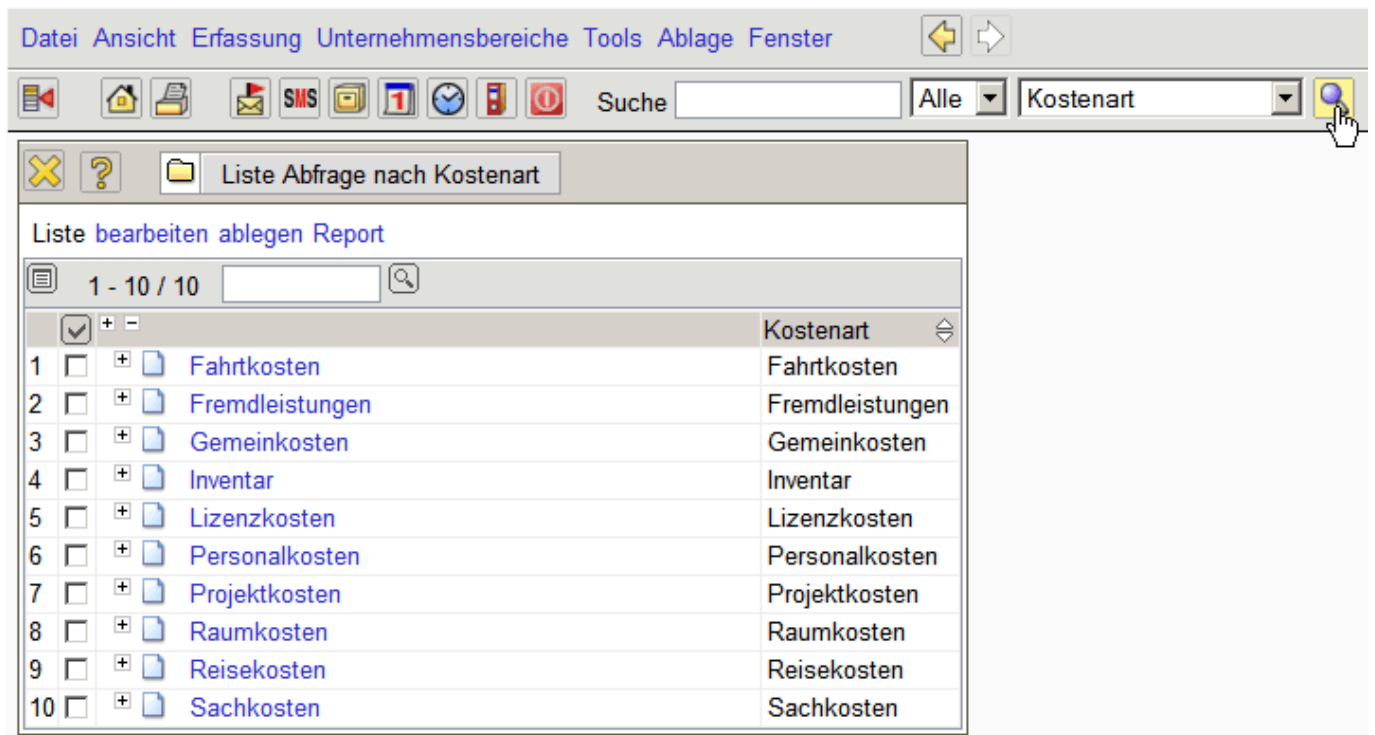 Datei Ansicht Erfassung Unternehmensbereiche Tools Ablage Fenster
SMS 1 Suche Alle Kostenart
Liste Abfrage nach Kostenart
Liste bearbeiten ablegen Report
1 - 10 / 10
Kostenart
1 Fahrtkosten Fahrtkosten
2 Fremdleistungen Fremdleistungen
3 Gemeinkosten Gemeinkosten
4 Inventar Inventar
5 Lizenzkosten Lizenzkosten
6 Personalkosten Personalkosten
7 Projektkosten Projektkosten
8 Raumkosten Raumkosten
9 Reisekosten Reisekosten
10 Sachkosten Sachkosten